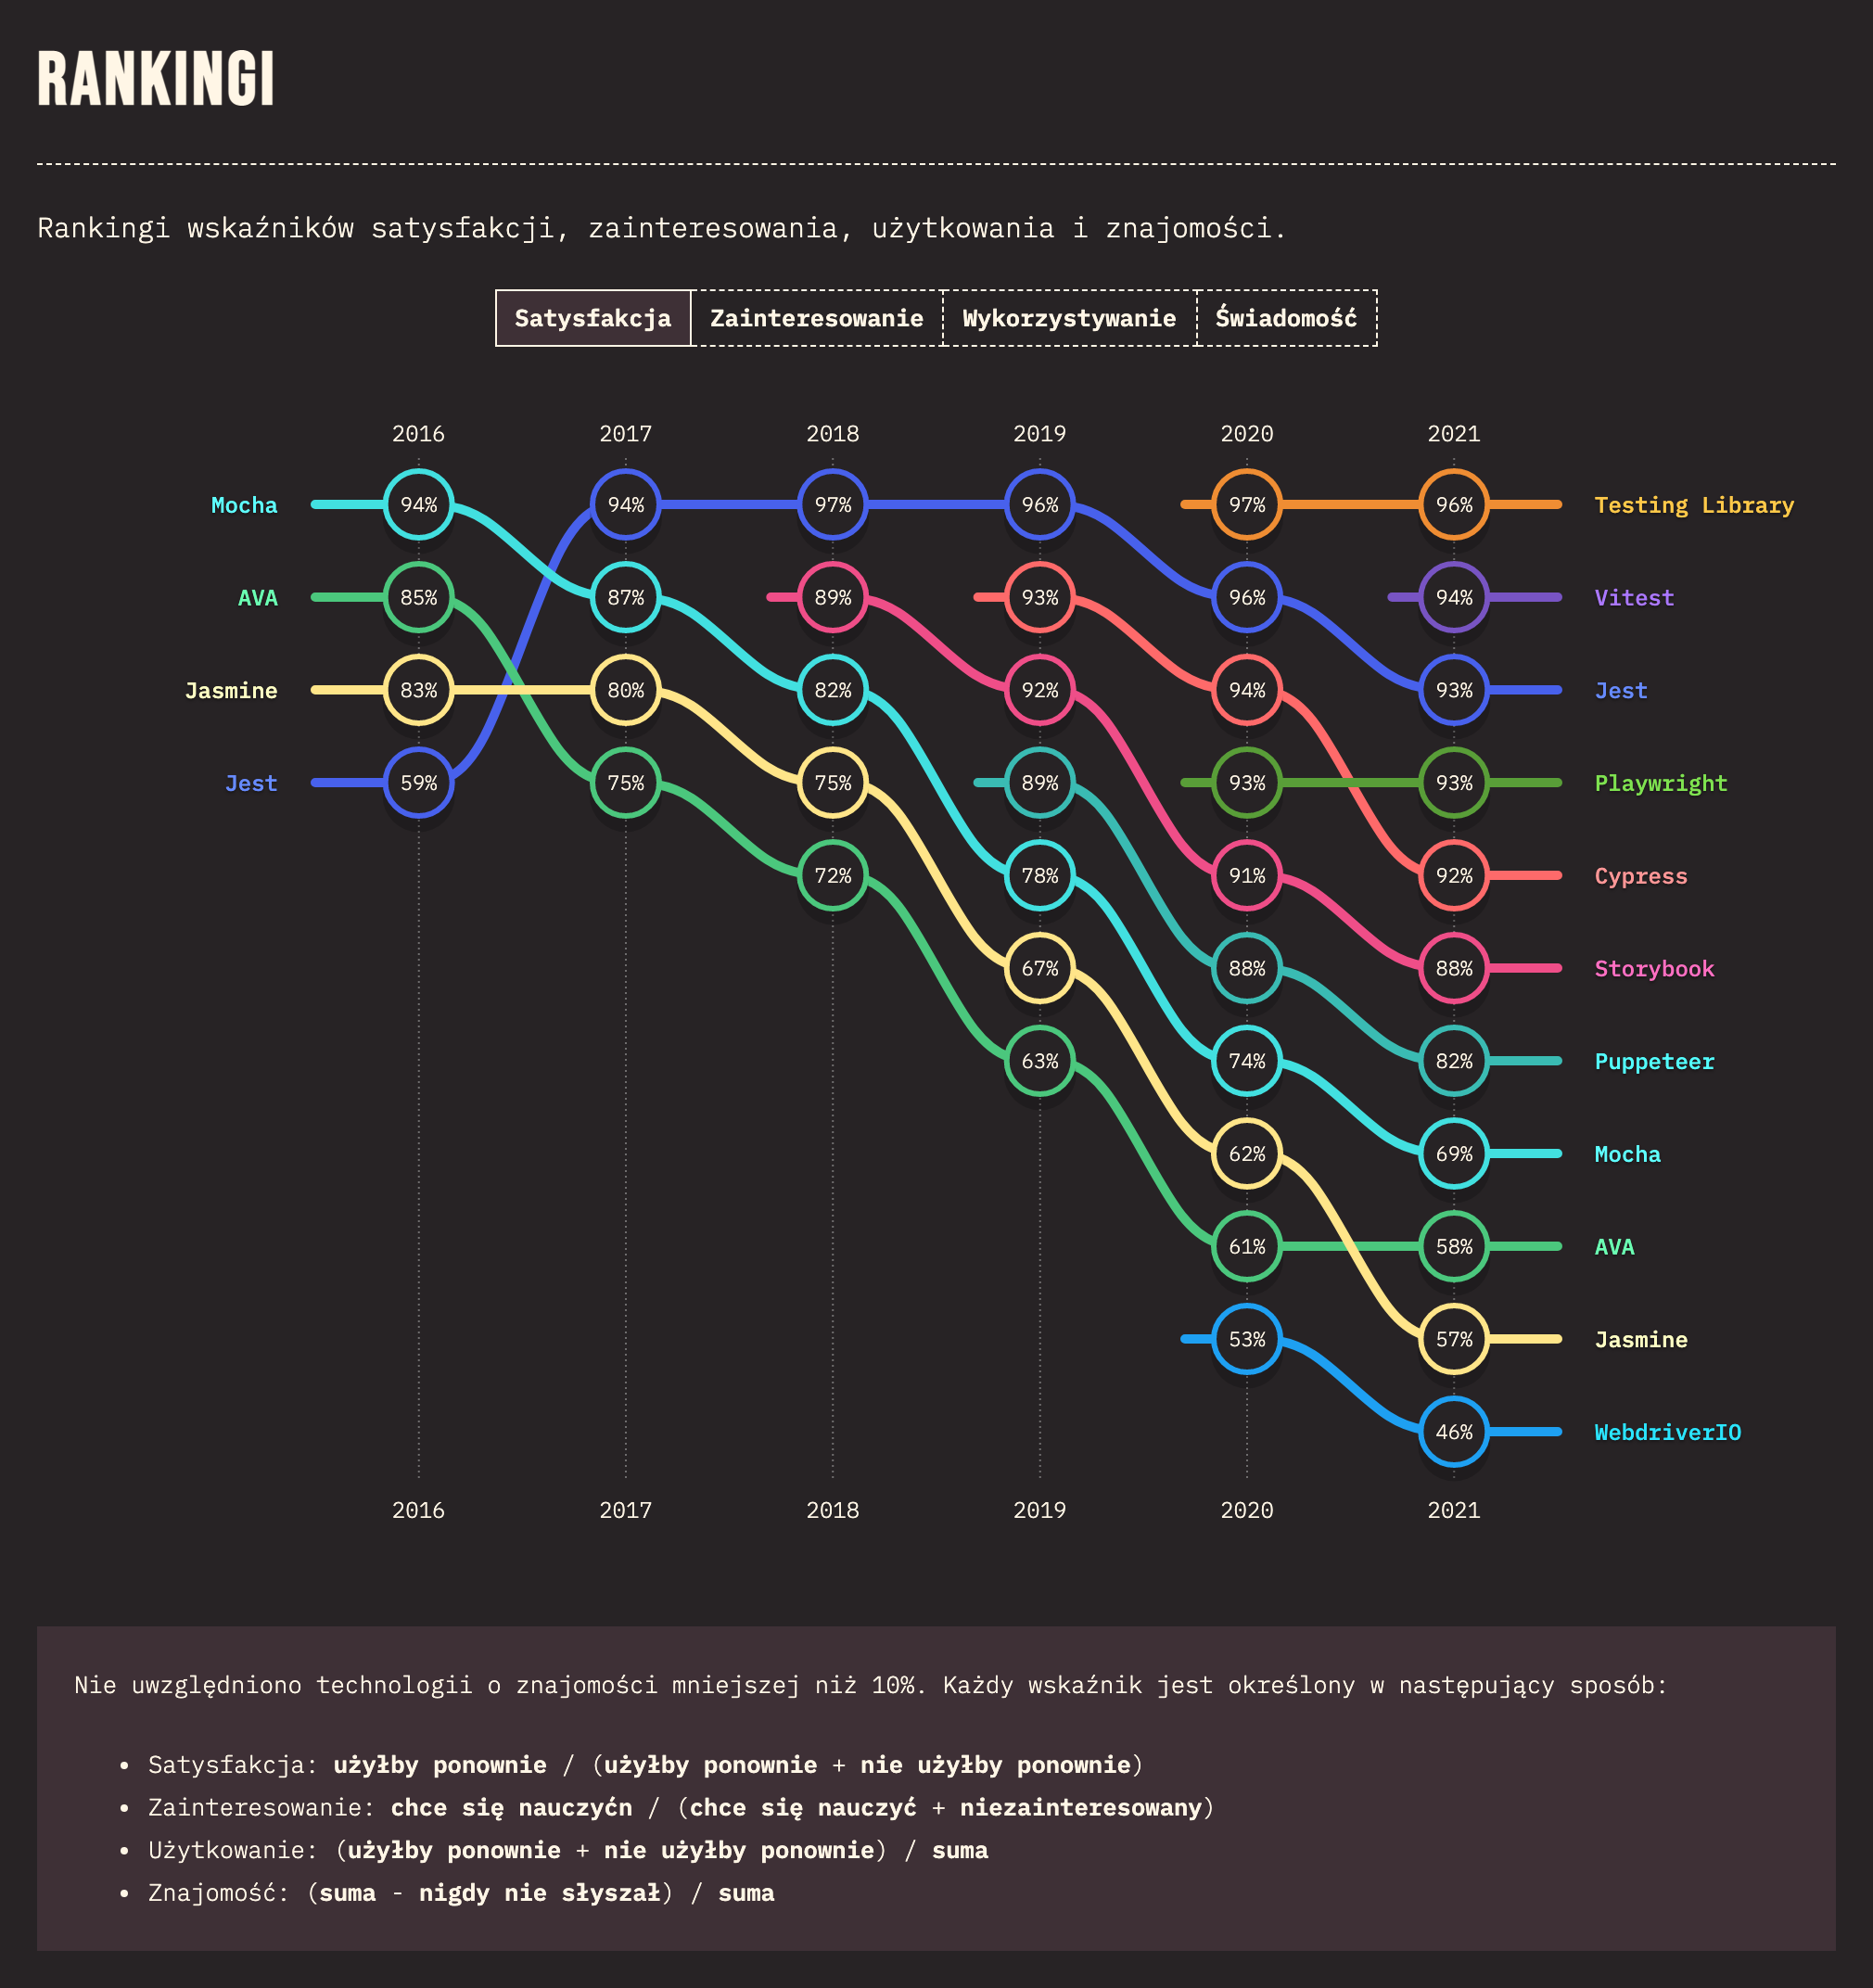 RANKINGI
Rankingi wskaźników satysfakcji, zainteresowania, użytkowania i znajomości.
Satysfakcja Zainteresowanie Wykorzystywanie Świadomość
2016 2017 2018 2019 2020 2021
Mocha 94% 94% 97% 96% 97% 96% Testing Library
AVA 85% 87% 89% 93% 96% 94% Vitest
Jasmine 83% 80% 82% 92% 94% 93% Jest
Jest 59% 75% 75% 89% 93% 93% Playwright
72% 78% 91% 92% Cypress
67% 88% 88% Storybook
63% 74% 82% Puppeteer
62% 69% Mocha
61% 58% AVA
53% 57% Jasmine
46% WebdriverIO
2016 2017 2018 2019 2020 2021
Nie uwzględniono technologii o znajomości mniejszej niż 10%. Każdy wskaźnik jest określony w następujący sposób:
• Satysfakcja: użyłby ponownie / (użyłby ponownie + nie użyłby ponownie)
• Zainteresowanie: chce się nauczyćn / (chce się nauczyć + niezainteresowany)
• Użytkowanie: (użyłby ponownie + nie użyłby ponownie) / suma
• Znajomość: (suma - nigdy nie słyszał) / suma